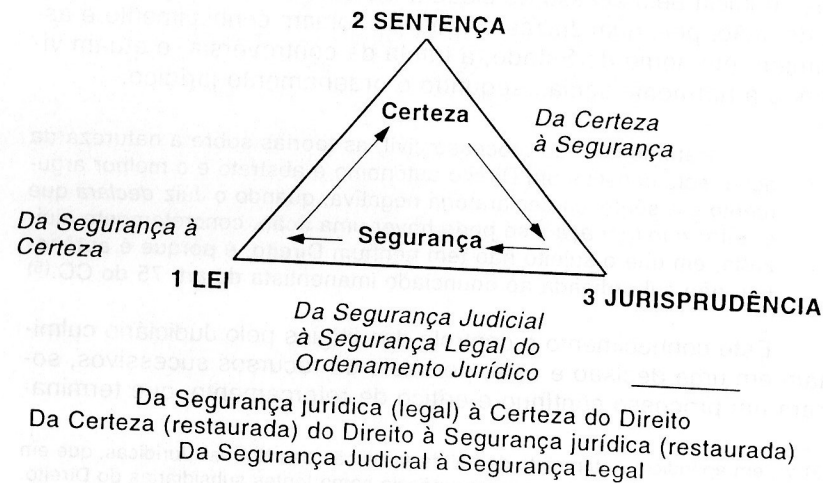 2 SENTENÇA
Certeza
Da Certeza
à Segurança
Da Segurança à
Certeza
Segurança
1 LEI
3 JURISPRUDÊNCIA
Da Segurança Judicial
à Segurança Legal do
Ordenamento Jurídico
Da Segurança jurídica (legal) à Certeza do Direito
Da Certeza (restaurada) do Direito à Segurança jurídica (restaurada)
Da Segurança Judicial à Segurança Legal